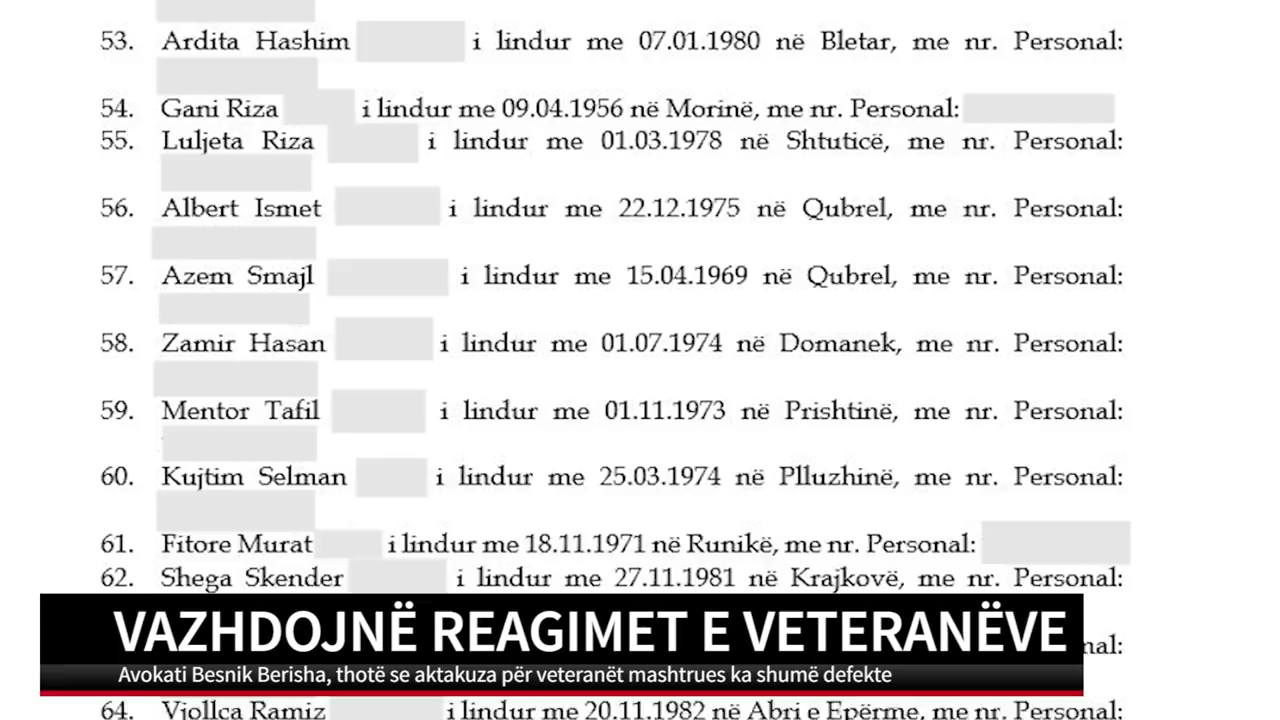 53. Ardita Hashim i lindur me 07.01.1980 në Bletar, me nr. Personal:
54. Gani Riza i lindur me 09.04.1956 në Morinë, me nr. Personal:
55. Luljeta Riza i lindur me 01.03.1978 në Shtuticë, me nr. Personal:
56. Albert Ismet i lindur me 22.12.1975 në Qubrel, me nr. Personal:
57. Azem Smajl i lindur me 15.04.1969 në Qubrel, me nr. Personal:
58. Zamir Hasan i lindur me 01.07.1974 në Domanek, me nr. Personal:
59. Mentor Tafil i lindur me 01.11.1973 në Prishtinë, me nr. Personal:
60. Kujtim Selman i lindur me 25.03.1974 në Plluzhinë, me nr. Personal:
61. Fitore Murat i lindur me 18.11.1971 në Runikë, me nr. Personal:
62. Shega Skender i lindur me 27.11.1981 në Krajkovë, me nr. Personal:
VAZHDOJNË REAGIMET E VETERANËVE
Avokati Besnik Berisha, thotë se aktakuza për veteranët mashtrues ka shumë defekte
64. Vjollca Ramiz i lindur me 20.11.1982 në Abri e Epërme, me nr. Personal: